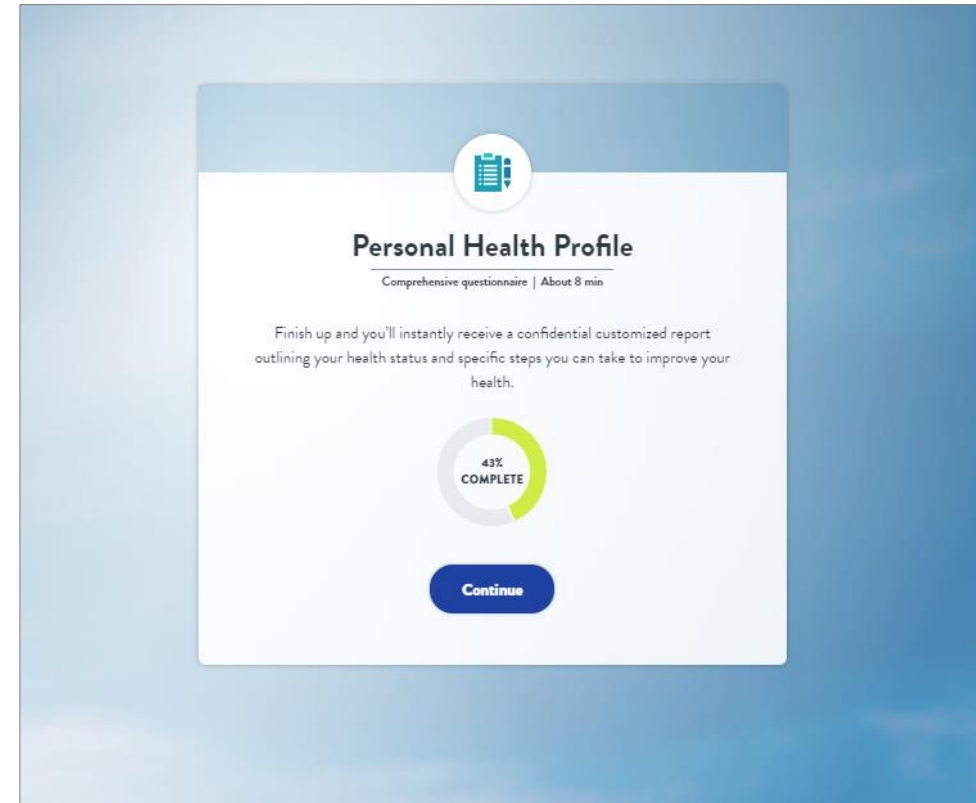 Personal Health Profile
Comprehensive questionnaire | About 8 min
Finish up and you'll instantly receive a confidential customized report
outlining your health status and specific steps you can take to improve your
health.
43%
COMPLETE
Continue